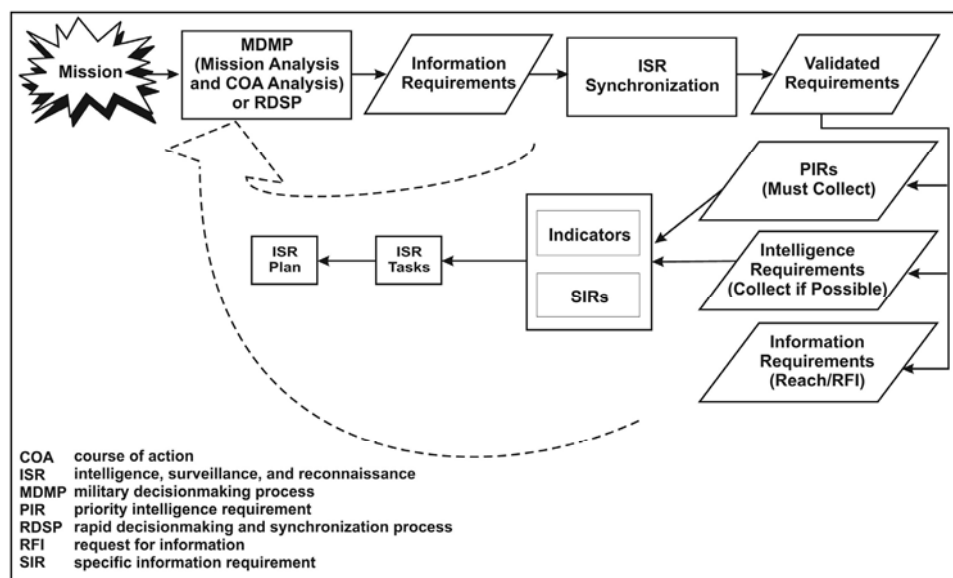 Mission
MDMP
(Mission Analysis
and COA Analysis)
or RDSP
Information
Requirements
ISR
Synchronization
Validated
Requirements
PIRs
(Must Collect)
Intelligence
Requirements
(Collect if Possible)
Information
Requirements
(Reach/RFI)
Indicators
SIRs
ISR
Tasks
ISR
Plan
COA course of action
ISR intelligence, surveillance, and reconnaissance
MDMP military decisionmaking process
PIR priority intelligence requirement
RDSP rapid decisionmaking and synchronization process
RFI request for information
SIR specific information requirement